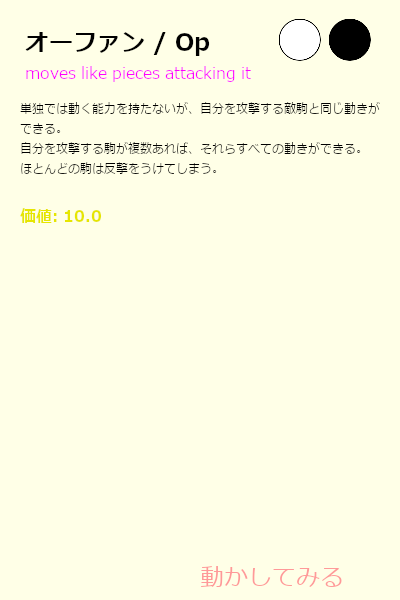 オーファン / Op
moves like pieces attacking it
単独では動く能力を持たないが、自分を攻撃する敵駒と同じ動きが
できる。
自分を攻撃する駒が複数あれば、それらすべての動きができる。
ほとんどの駒は反撃をうけてしまう。
価値: 10.0
動かしてみる